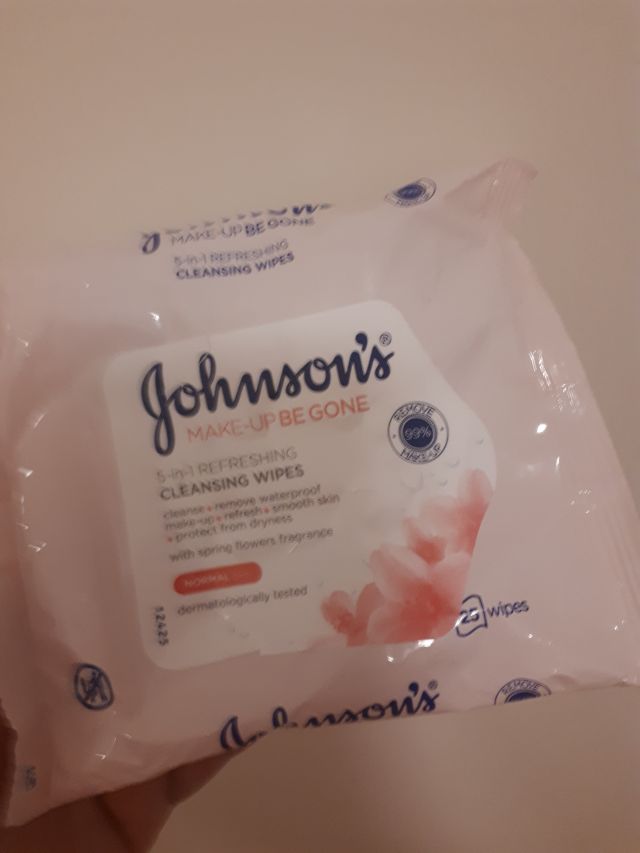 Johnson's
MAKE-UP BE GONE
5-in-1 REFRESHING
CLEANSING WIPES
Johnson's®
MAKE-UP BE GONE
REMOVE
99%
MAKE-UP
5-in-1 REFRESHING
CLEANSING WIPES
cleanse + remove waterproof
make-up + refresh + smooth skin
+ protect from dryness
with spring flowers fragrance
NORMAL
dermatologically tested
12425
25 wipes
Johnson's®
REMOVE